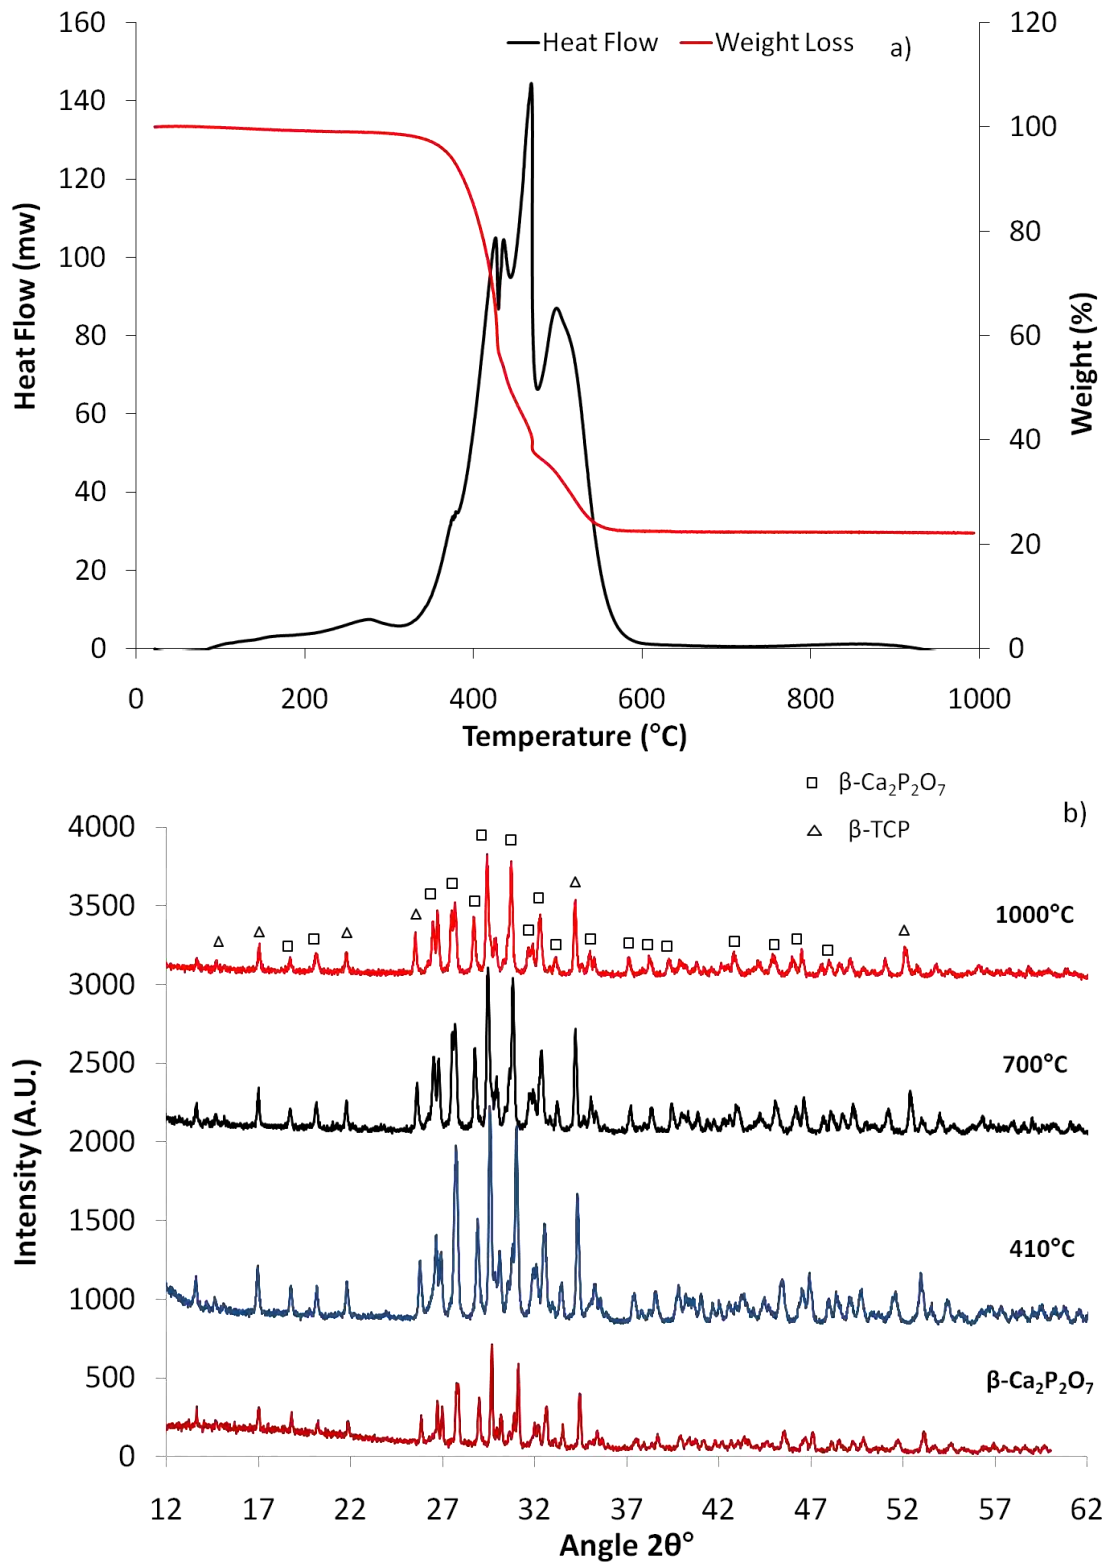 a)
Heat Flow
Weight Loss
160
140
120
100
80
60
40
20
0
Heat Flow (mw)
120
100
80
60
40
20
0
Weight (%)
0
200
400
600
800
1000
Temperature (°C)
b)
β-Ca₂P₂O₇
β-TCP
4000
3500
3000
2500
2000
1500
1000
500
0
Intensity (A.U.)
1000°C
700°C
410°C
β-Ca₂P₂O₇
12
17
22
27
32
37
42
47
52
57
62
Angle 2θ°